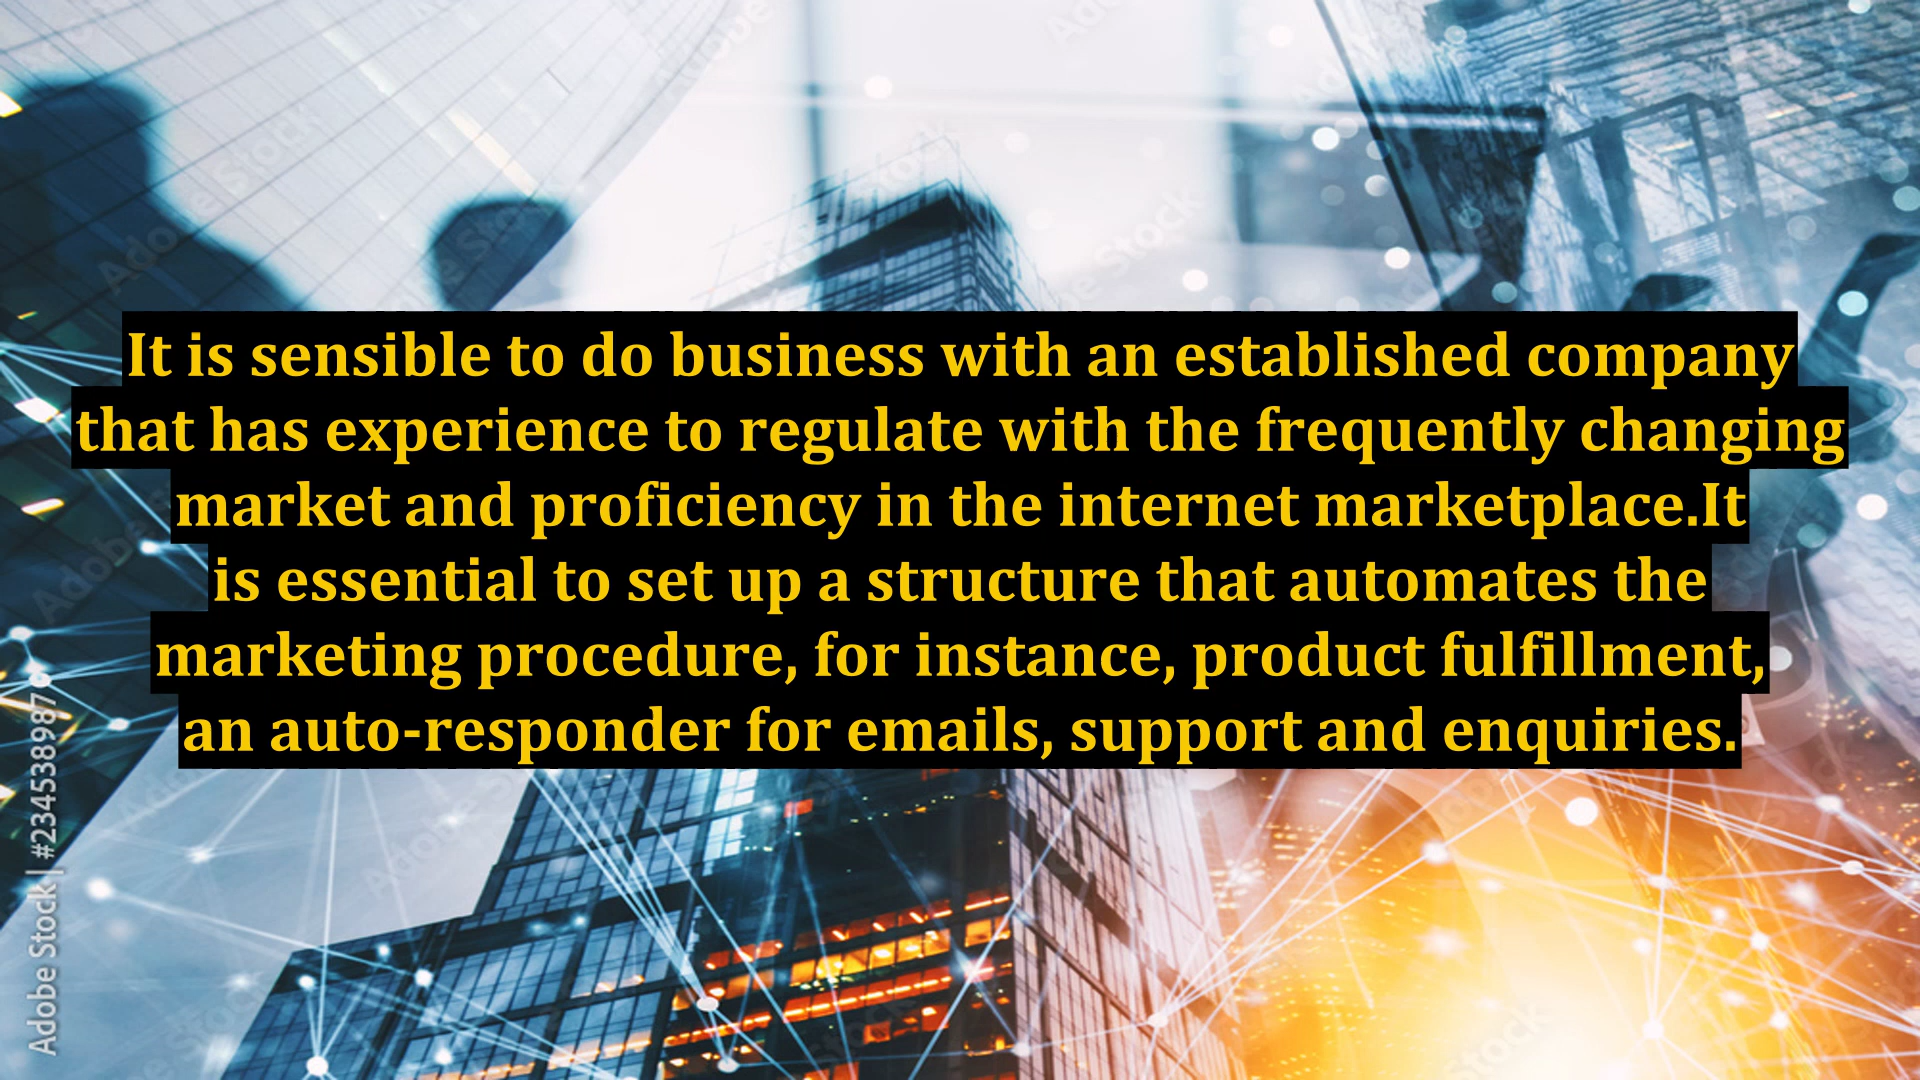 It is sensible to do business with an established company
that has experience to regulate with the frequently changing
market and proficiency in the internet marketplace.It
is essential to set up a structure that automates the
marketing procedure, for instance, product fulfillment,
an auto-responder for emails, support and enquiries.
Adobe Stock | #234538987